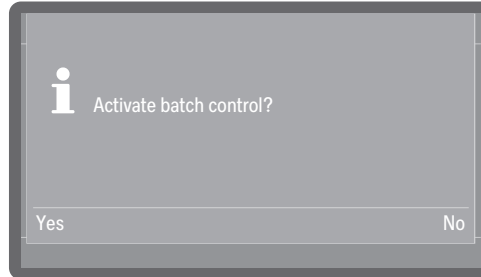 Activate batch control?
Yes No